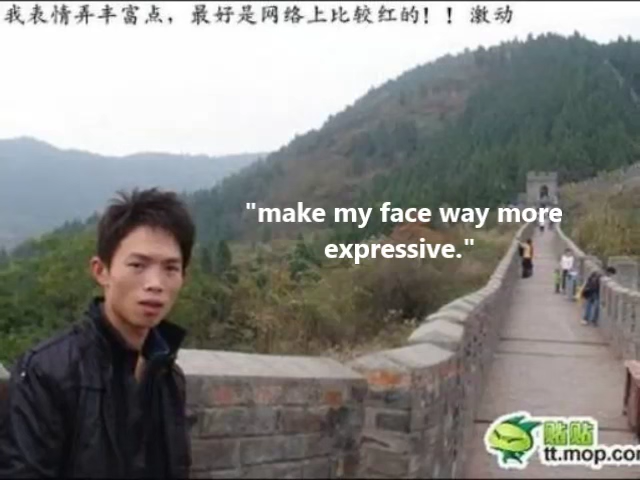 我表情弄丰富点，最好是网络上比较红的！！激动
"make my face way more
expressive."
贴贴
tt.mop.com